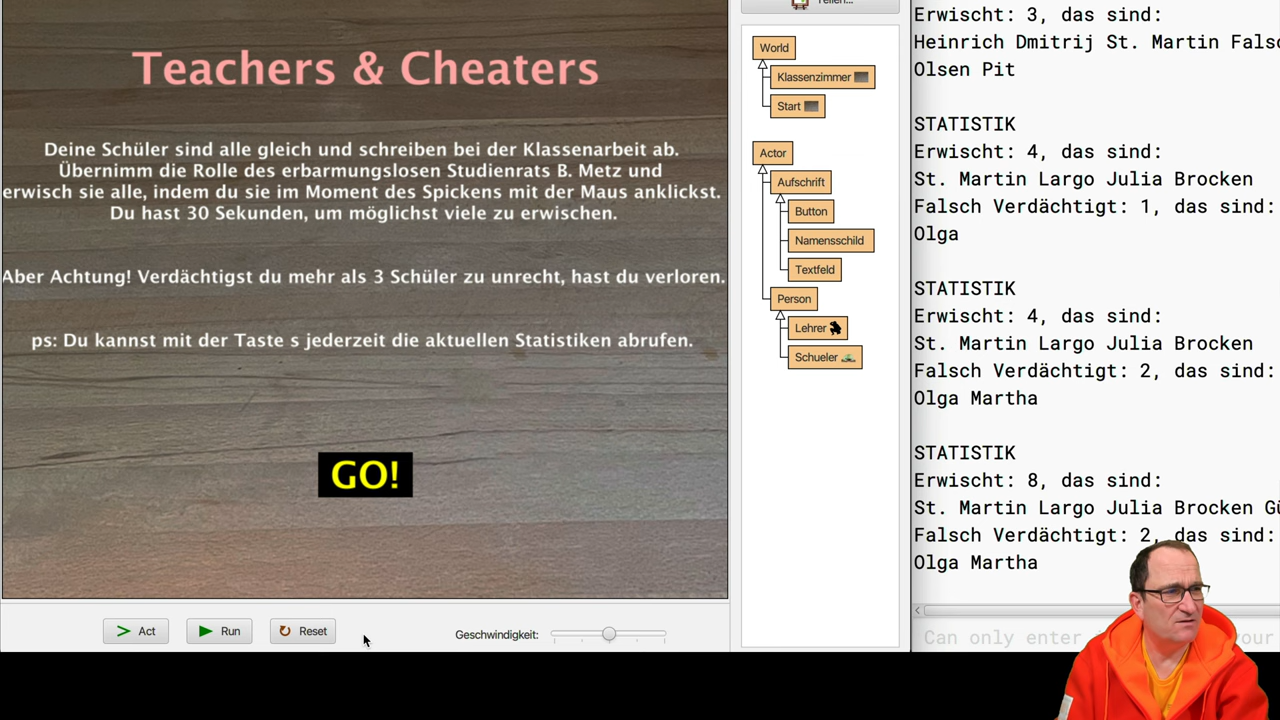 Teachers & Cheaters
Deine Schüler sind alle gleich und schreiben bei der Klassenarbeit ab.
Übernimm die Rolle des erbarmungslosen Studienrats B. Metz und
erwisch sie alle, indem du sie im Moment des Spickens mit der Maus anklickst.
Du hast 30 Sekunden, um möglichst viele zu erwischen.
Aber Achtung! Verdächtigst du mehr als 3 Schüler zu unrecht, hast du verloren.
ps: Du kannst mit der Taste s jederzeit die aktuellen Statistiken abrufen.
GO!
Act
Run
Reset
Geschwindigkeit:
Teilen...
World
Klassenzimmer
Start
Actor
Aufschrift
Button
Namensschild
Textfeld
Person
Lehrer
Schueler
Erwischt: 3, das sind:
Heinrich Dmitrij St. Martin Falsc
Olsen Pit
STATISTIK
Erwischt: 4, das sind:
St. Martin Largo Julia Brocken
Falsch Verdächtigt: 1, das sind:
Olga
STATISTIK
Erwischt: 4, das sind:
St. Martin Largo Julia Brocken
Falsch Verdächtigt: 2, das sind:
Olga Martha
STATISTIK
Erwischt: 8, das sind:
St. Martin Largo Julia Brocken Gü
Falsch Verdächtigt: 2, das sind:
Olga Martha
Can only enter your